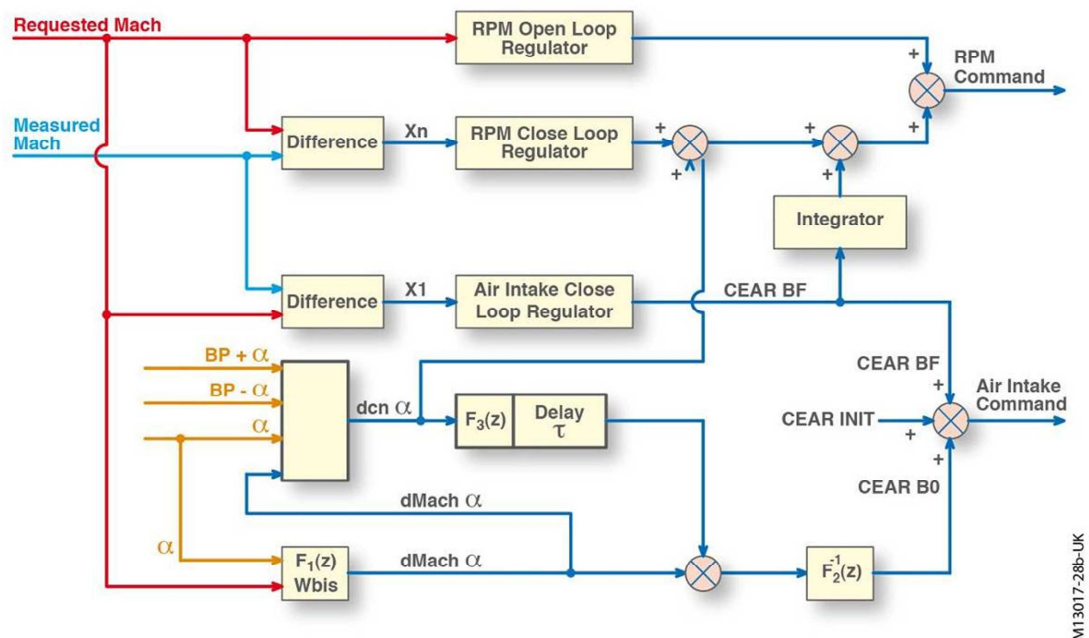 Requested Mach
RPM Open Loop
Regulator
+
RPM
Command
Measured
Mach
Difference
Xn
RPM Close Loop
Regulator
+
+
+
+
+
Integrator
Difference
X1
Air Intake Close
Loop Regulator
CEAR BF
BP + α
BP - α
α
dcn α
F3(z)
Delay
τ
CEAR BF
+
CEAR INIT
+
Air Intake
Command
+
CEAR B0
dMach α
α
F1(z)
Wbis
dMach α
F2-1(z)
M13017-28b-UK